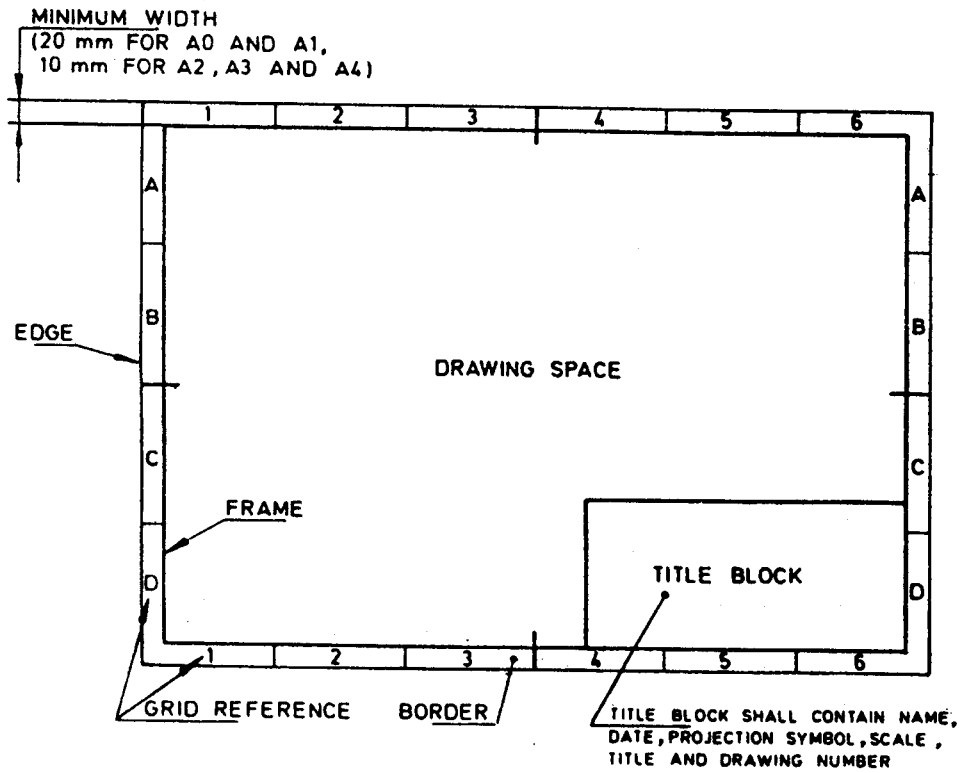 MINIMUM WIDTH
(20 mm FOR A0 AND A1,
10 mm FOR A2, A3 AND A4)
1 2 3 4 5 6
A A
B B
EDGE
DRAWING SPACE
C C
FRAME
TITLE BLOCK
D D
1 2 3 4 5 6
GRID REFERENCE BORDER
TITLE BLOCK SHALL CONTAIN NAME,
DATE, PROJECTION SYMBOL, SCALE,
TITLE AND DRAWING NUMBER